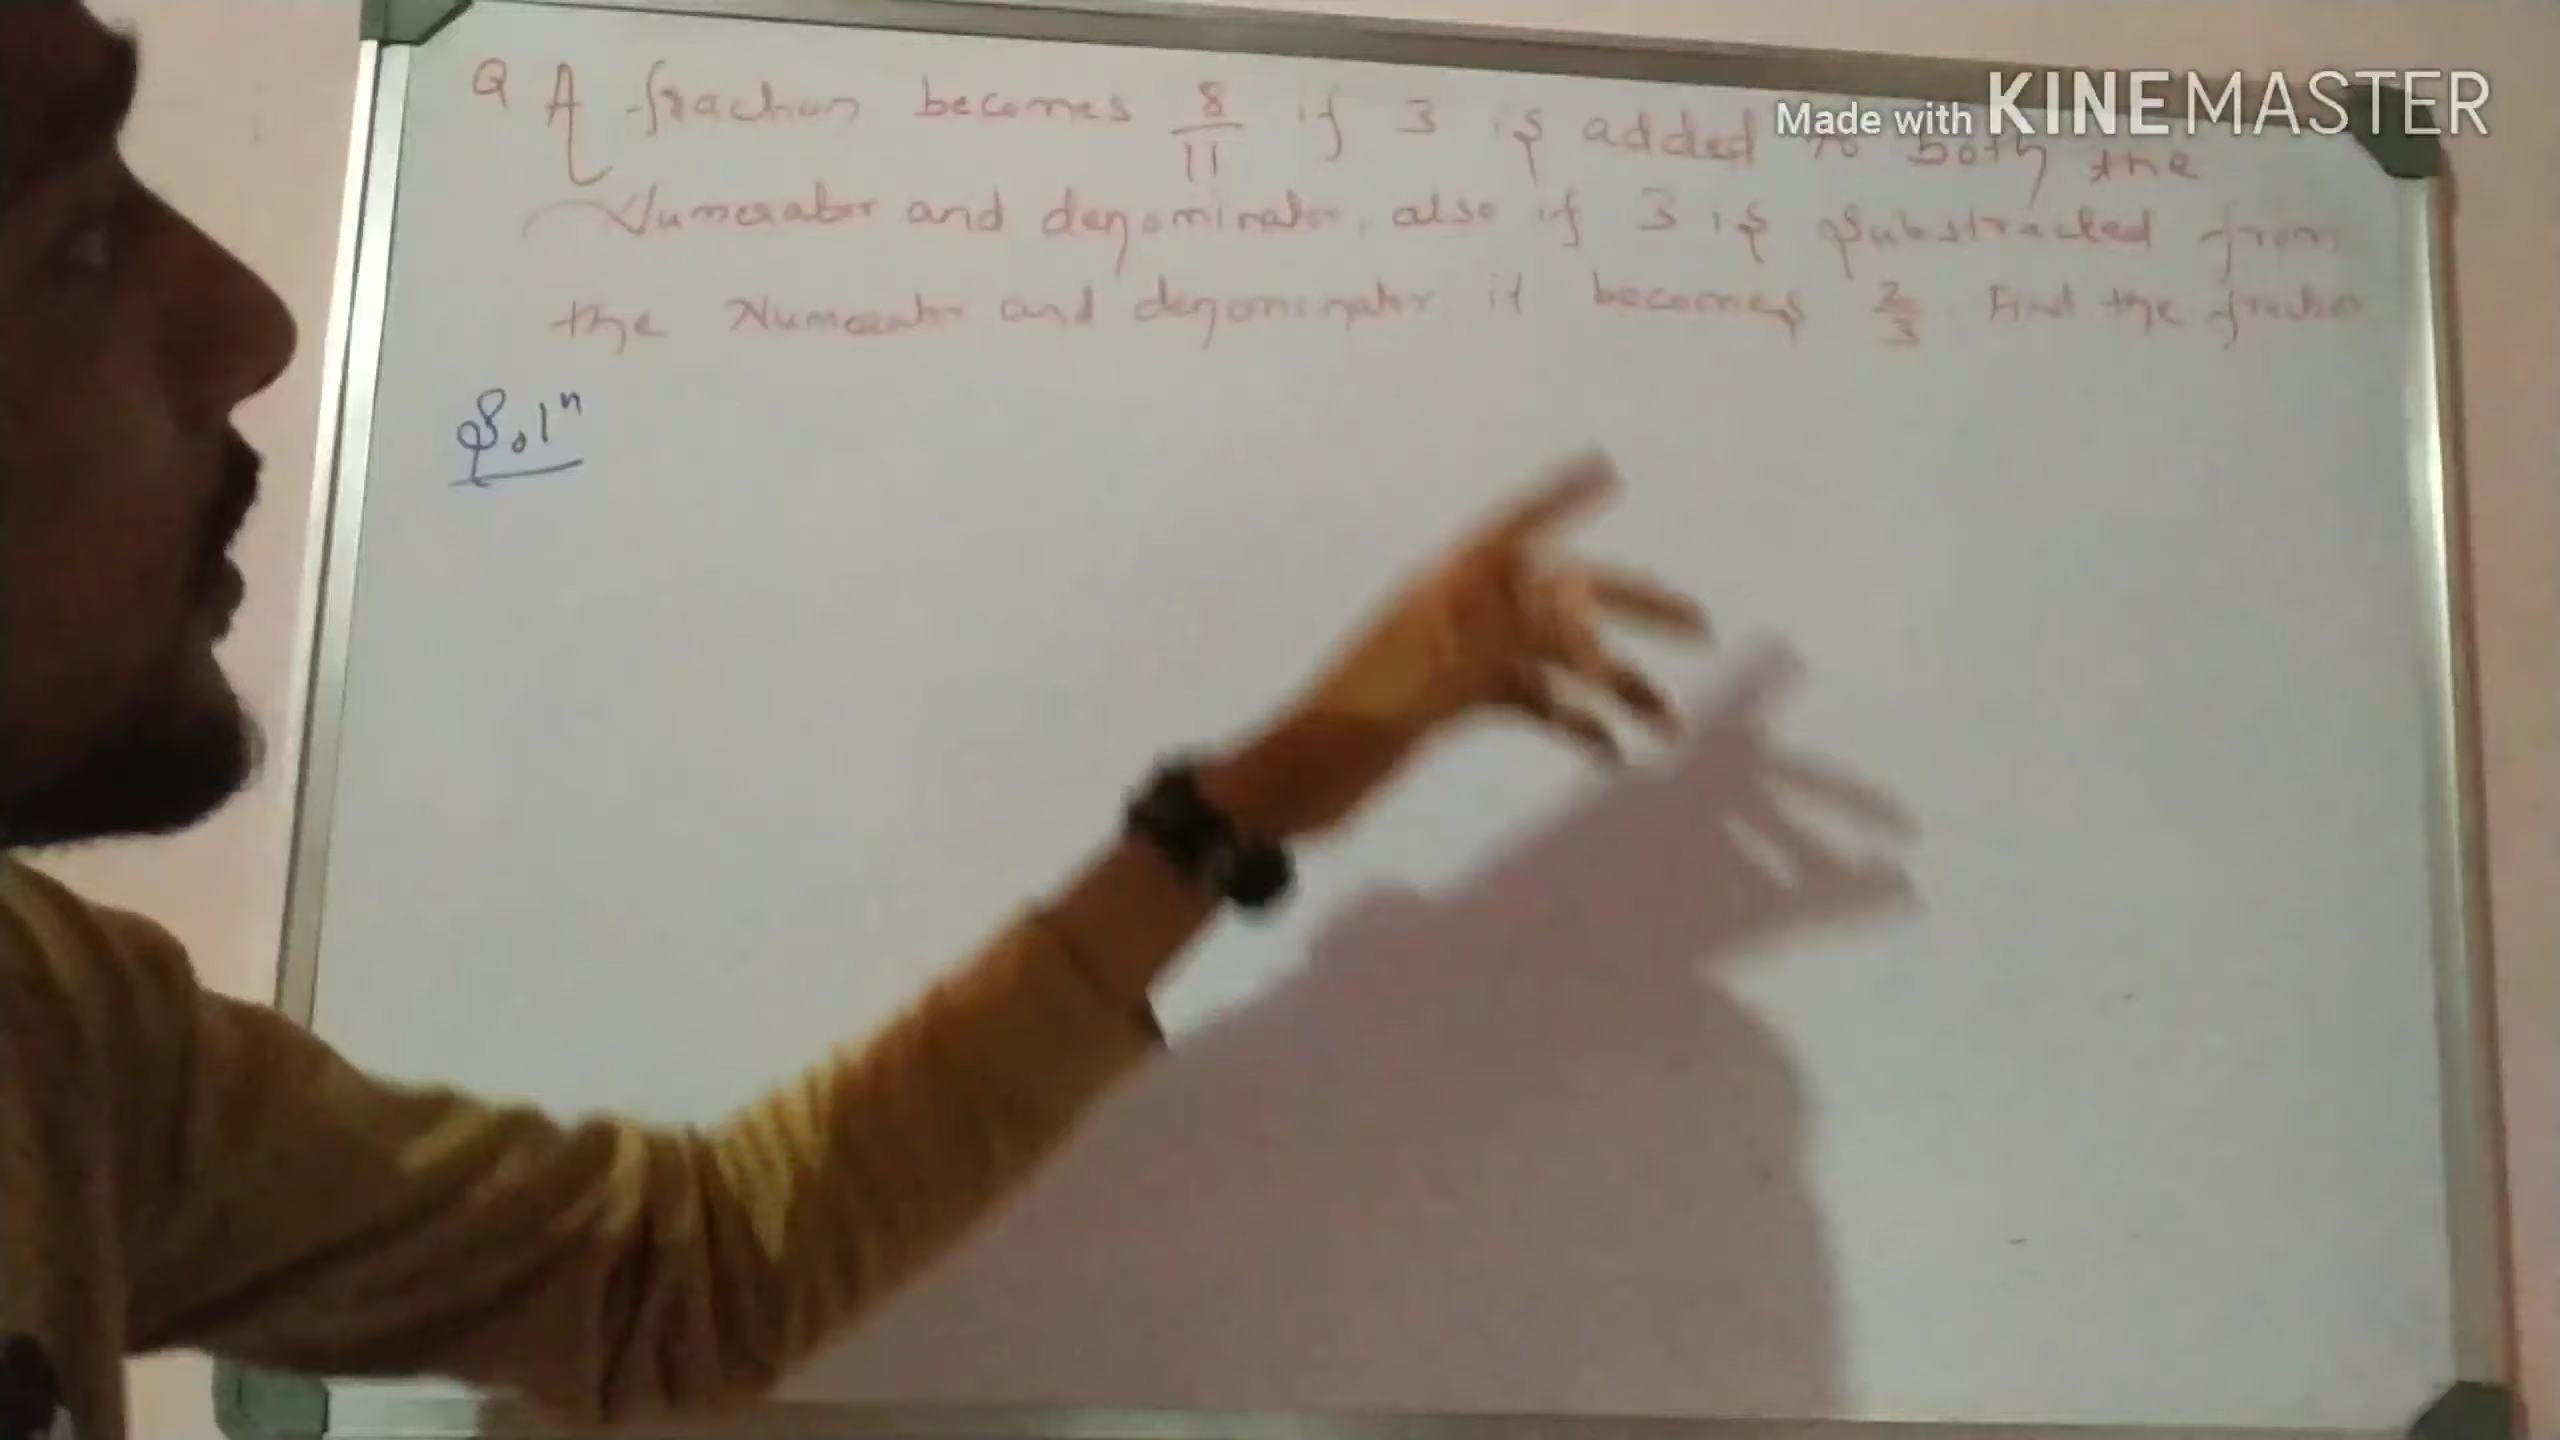 Made with KINEMASTER
Q A fraction becomes 8/11 if 3 is added to both the
Numerator and denominator, also if 3 is substracted from
the Numerator and denominator it becomes 2/3 Find the fraction
Solⁿ